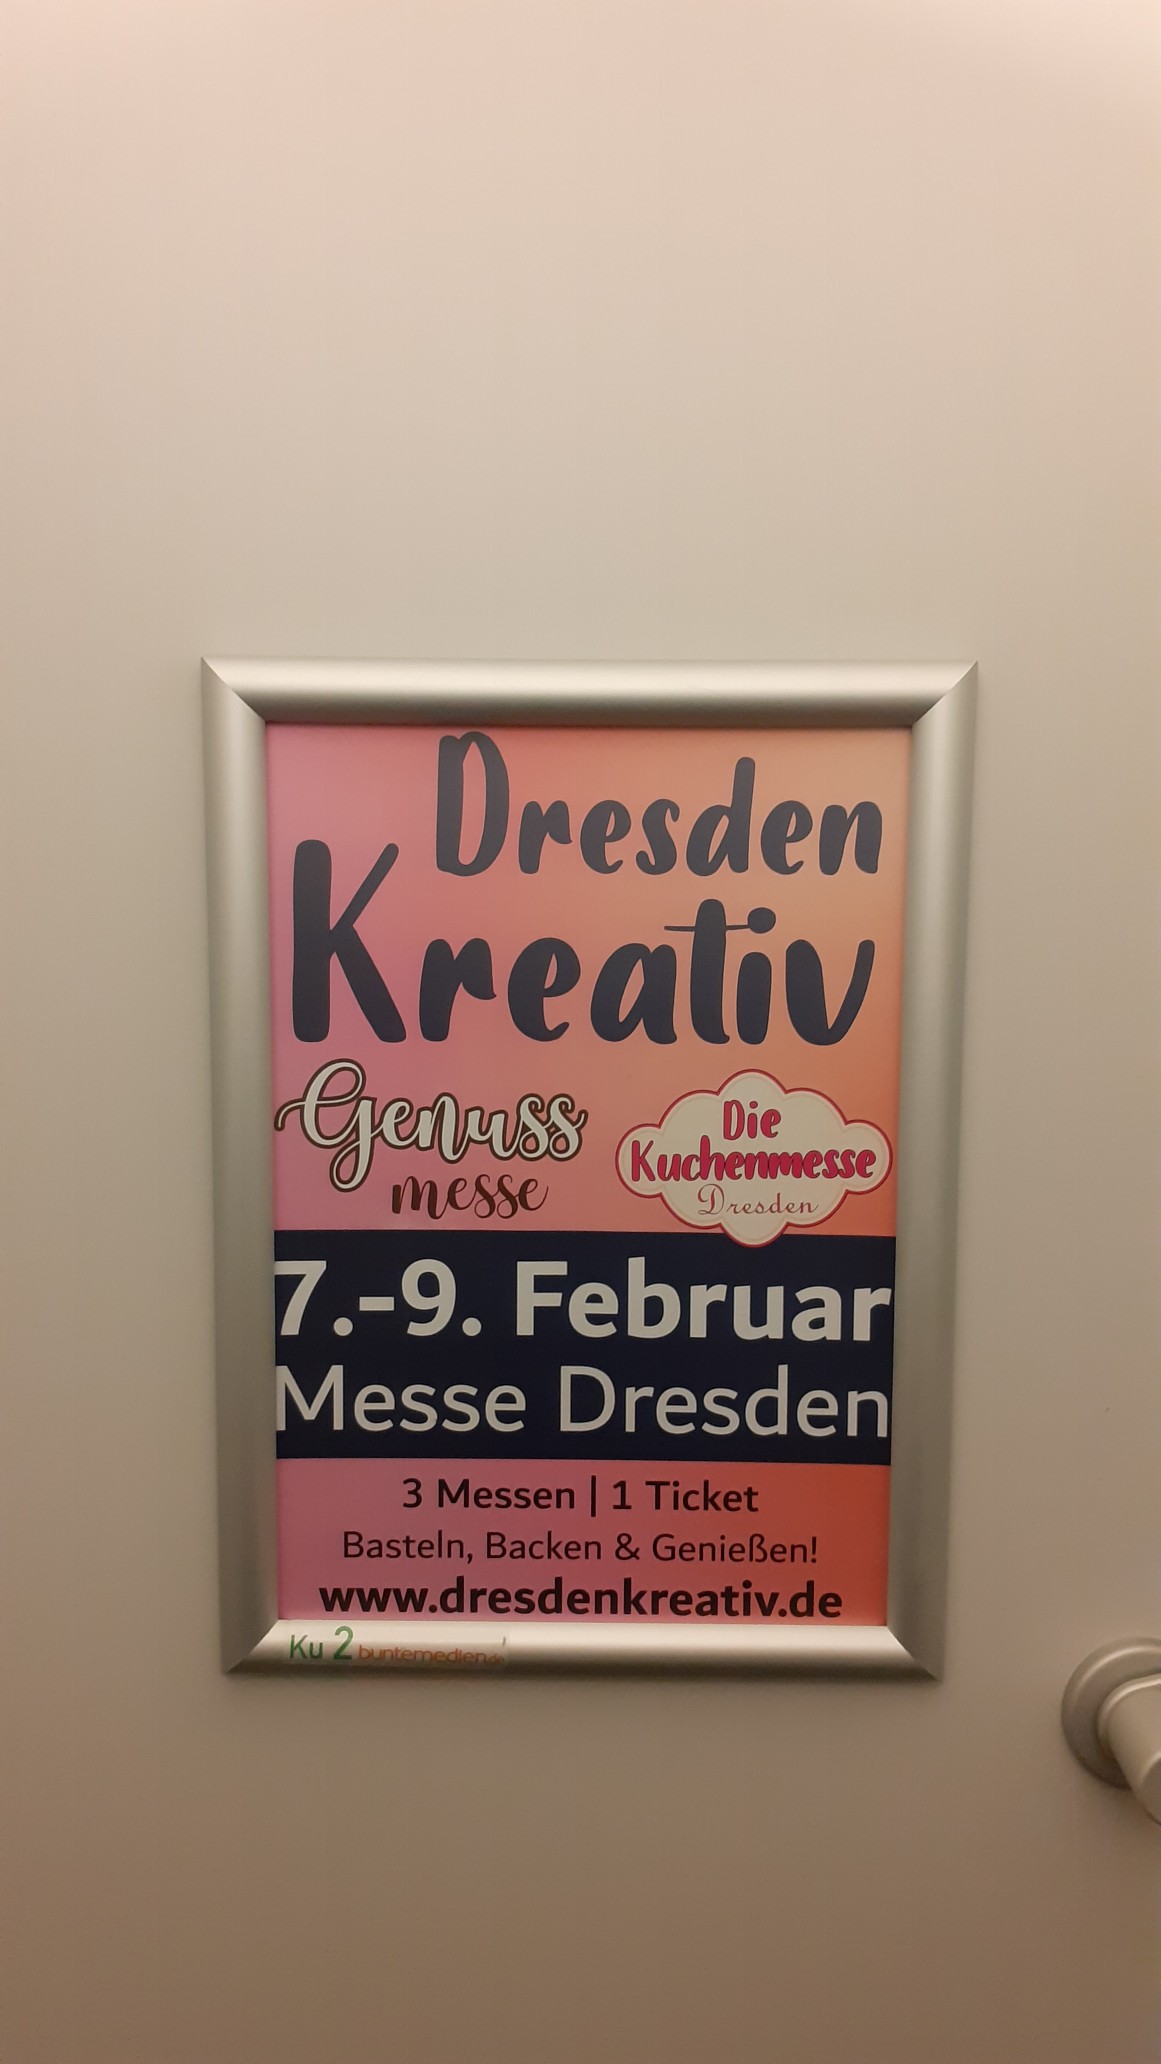 Dresden
Kreativ
Genuss
messe
Die
Kuchenmesse
Dresden
7.-9. Februar
Messe Dresden
3 Messen | 1 Ticket
Basteln, Backen & Genießen!
www.dresdenkreativ.de
Ku 2 buntemedien.de